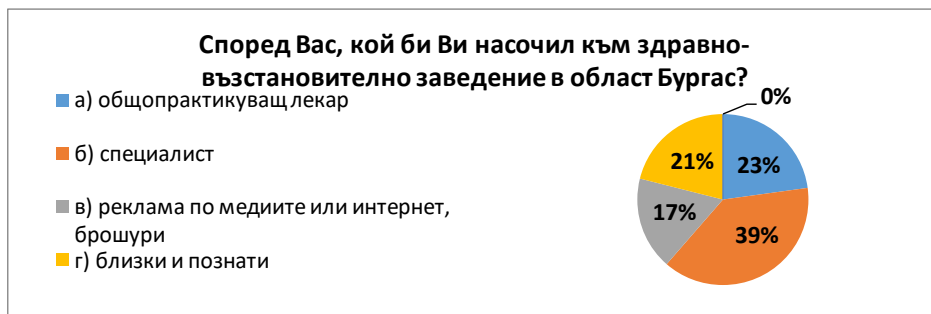 Според Вас, кой би Ви насочил към здравно-
възстановително заведение в област Бургас?
а) общопрактикуващ лекар
б) специалист
в) реклама по медиите или интернет,
брошури
г) близки и познати
0%
23%
39%
17%
21%